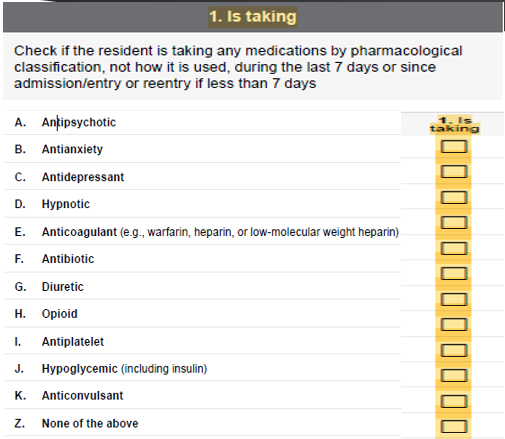 1. Is taking
Check if the resident is taking any medications by pharmacological
classification, not how it is used, during the last 7 days or since
admission/entry or reentry if less than 7 days
1. Is
taking
A. Antipsychotic
B. Antianxiety
C. Antidepressant
D. Hypnotic
E. Anticoagulant (e.g., warfarin, heparin, or low-molecular weight heparin)
F. Antibiotic
G. Diuretic
H. Opioid
I. Antiplatelet
J. Hypoglycemic (including insulin)
K. Anticonvulsant
Z. None of the above